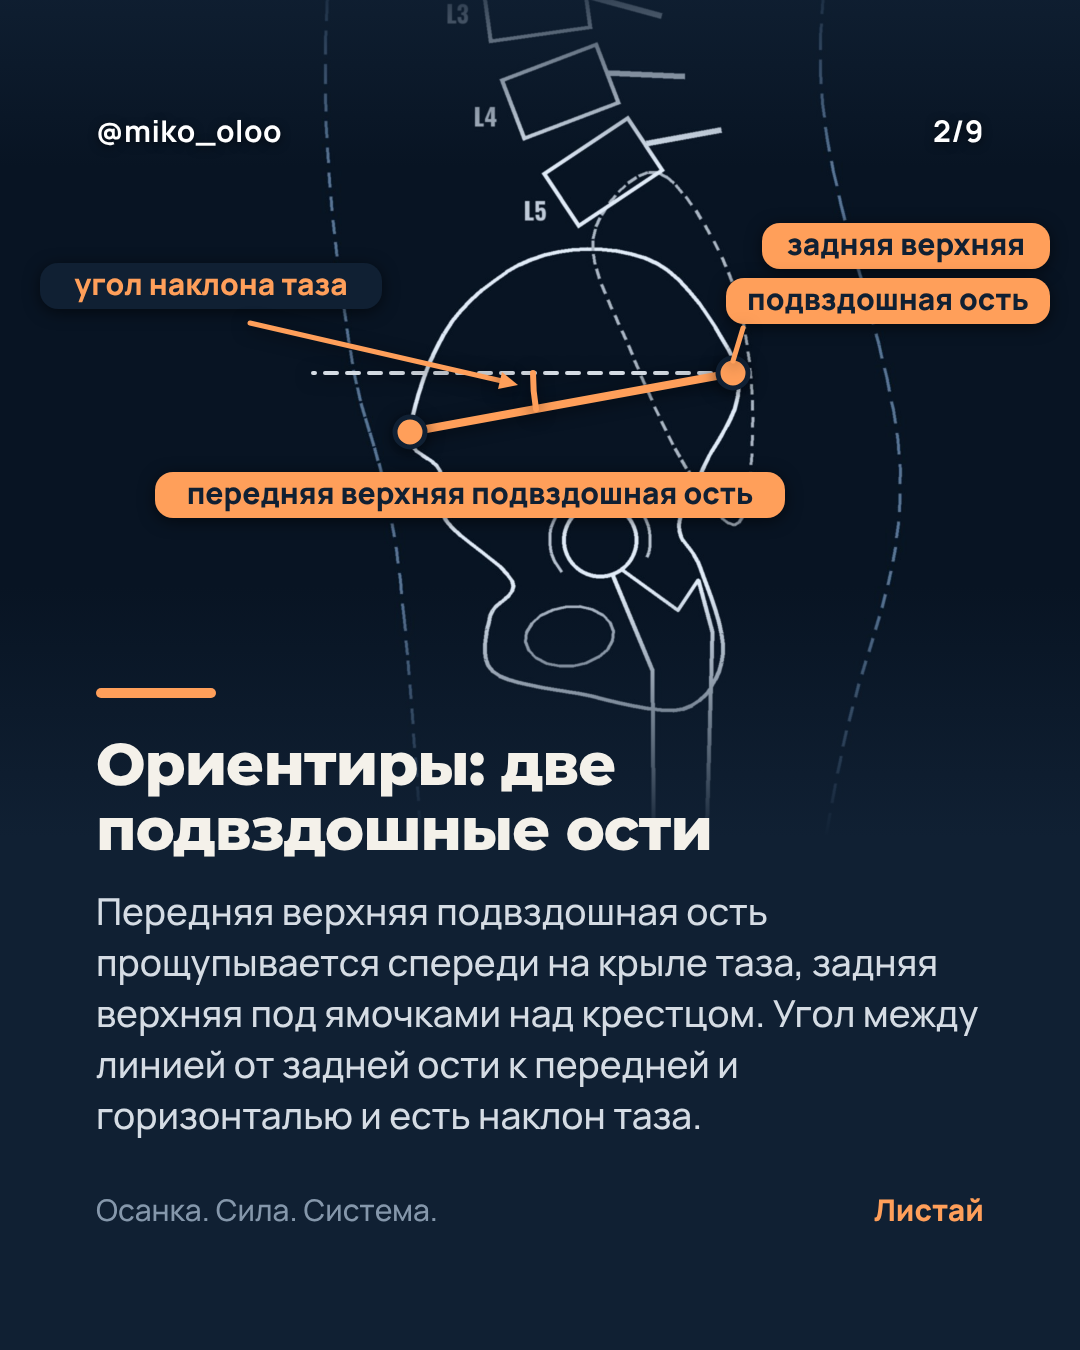 L3
L4
@miko_oloo
2/9
L5
задняя верхняя
подвздошная ость
угол наклона таза
передняя верхняя подвздошная ость
Ориентиры: две
подвздошные ости
Передняя верхняя подвздошная ость
прощупывается спереди на крыле таза, задняя
верхняя под ямочками над крестцом. Угол между
линией от задней ости к передней и
горизонталью и есть наклон таза.
Осанка. Сила. Система.
Листай